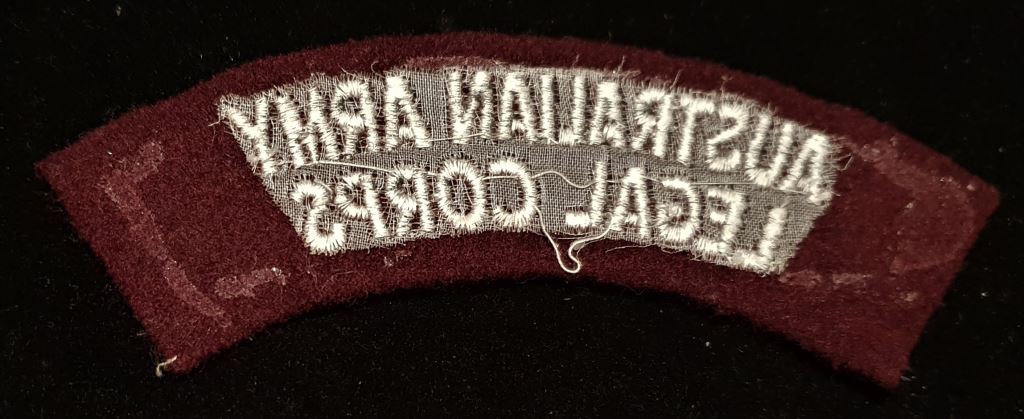 AUSTRALIAN ARMY
LEGAL CORPS